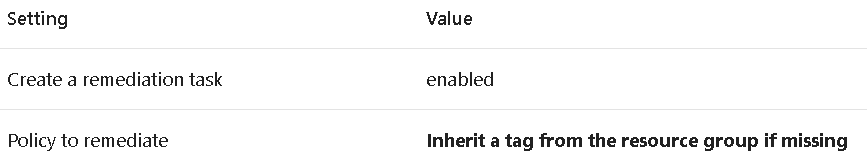 Setting Value
Create a remediation task enabled
Policy to remediate Inherit a tag from the resource group if missing